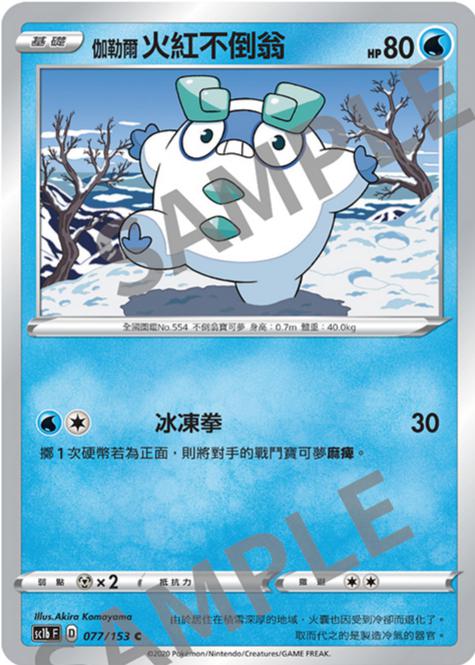 基礎 伽勒爾 火紅不倒翁 HP 80
SAMPLE
全國圖鑑No.554 不倒翁寶可夢 身高：0.7m 體重：40.0kg
冰凍拳 30
擲1次硬幣若為正面，則將對手的戰鬥寶可夢麻痺。
SAMPLE
弱點 ×2 抵抗力 撤退
Illus.Akira Komayama
sc1b F D 077/153 C
由於居住在積雪深厚的地域，火囊也因受到冷卻而退化了。
取而代之的是製造冷氣的器官。
©2020 Pokémon/Nintendo/Creatures/GAME FREAK.